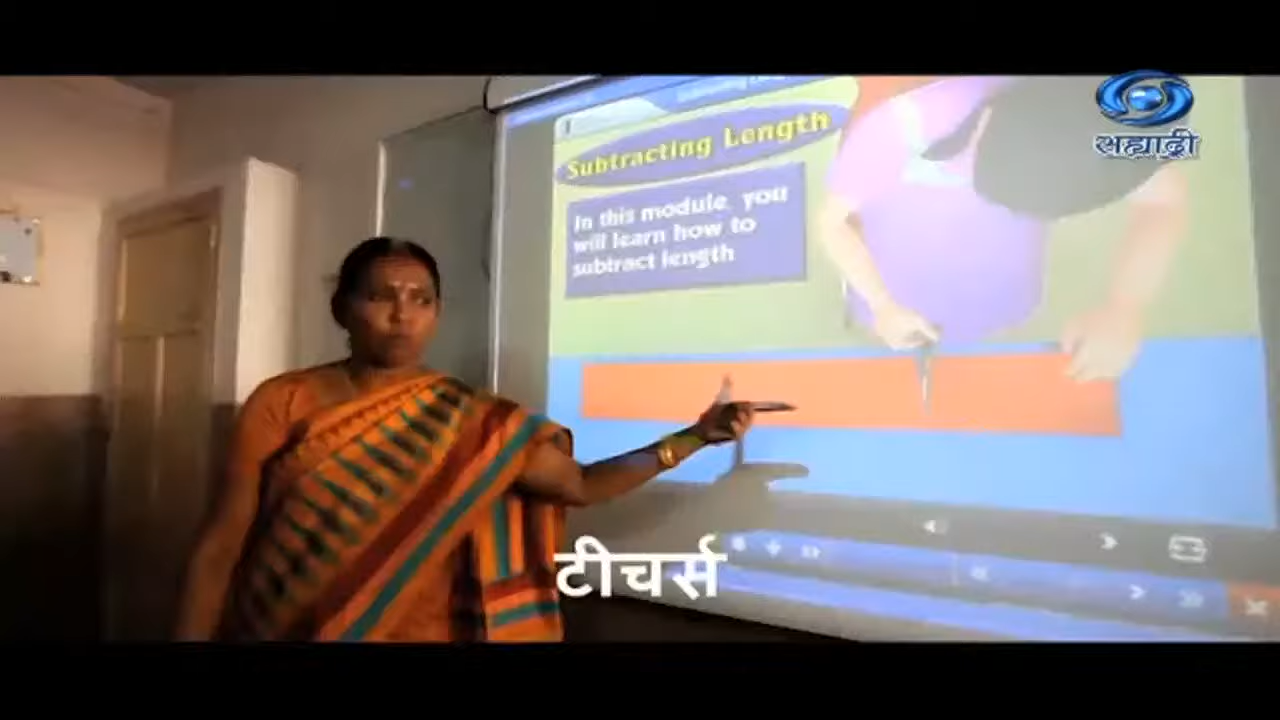 सह्याद्री
Subtracting Length
In this module, you
will learn how to
subtract length
टीचर्स